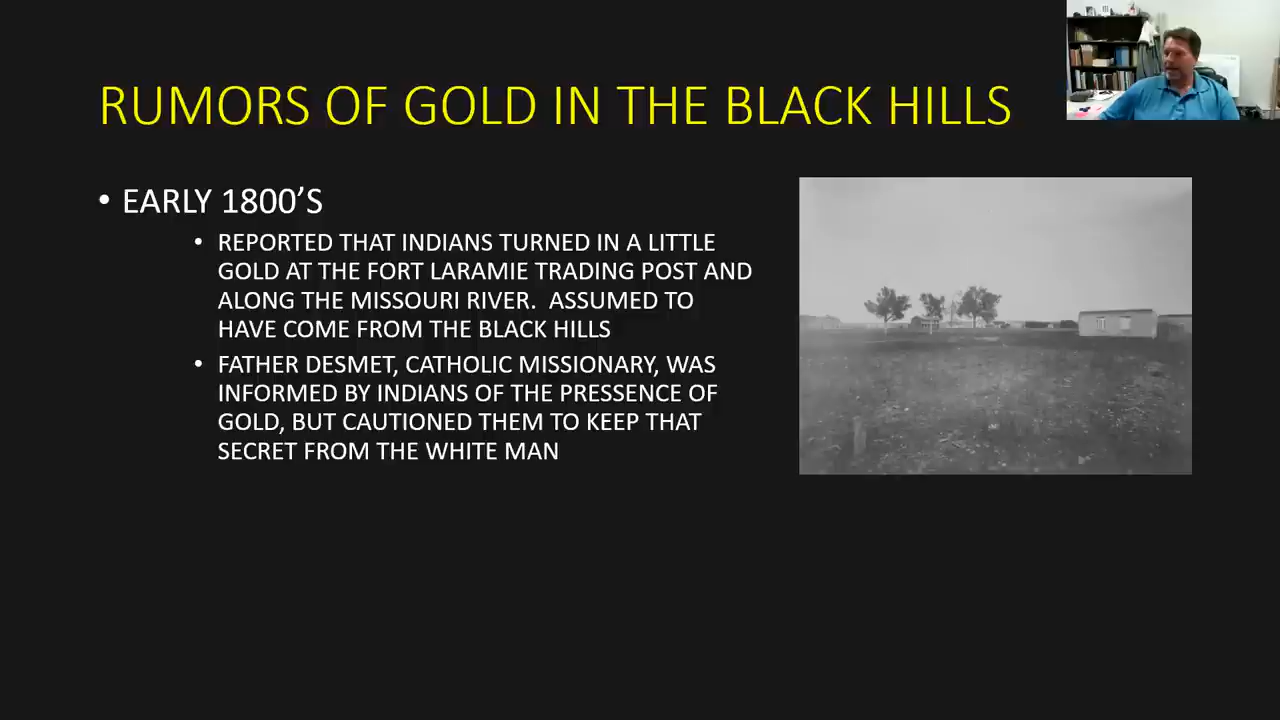 RUMORS OF GOLD IN THE BLACK HILLS
• EARLY 1800’S
• REPORTED THAT INDIANS TURNED IN A LITTLE
GOLD AT THE FORT LARAMIE TRADING POST AND
ALONG THE MISSOURI RIVER.  ASSUMED TO
HAVE COME FROM THE BLACK HILLS
• FATHER DESMET, CATHOLIC MISSIONARY, WAS
INFORMED BY INDIANS OF THE PRESSENCE OF
GOLD, BUT CAUTIONED THEM TO KEEP THAT
SECRET FROM THE WHITE MAN